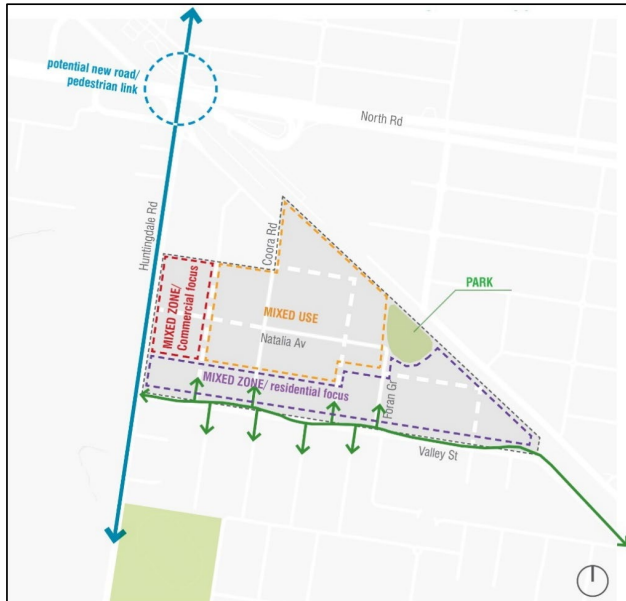 potential new road/
pedestrian link
North Rd
Huntingdale Rd
Coora Rd
PARK
MIXED ZONE/
Commercial focus
MIXED USE
Natalia Av
MIXED ZONE/ residential focus
Foran Gr
Valley St